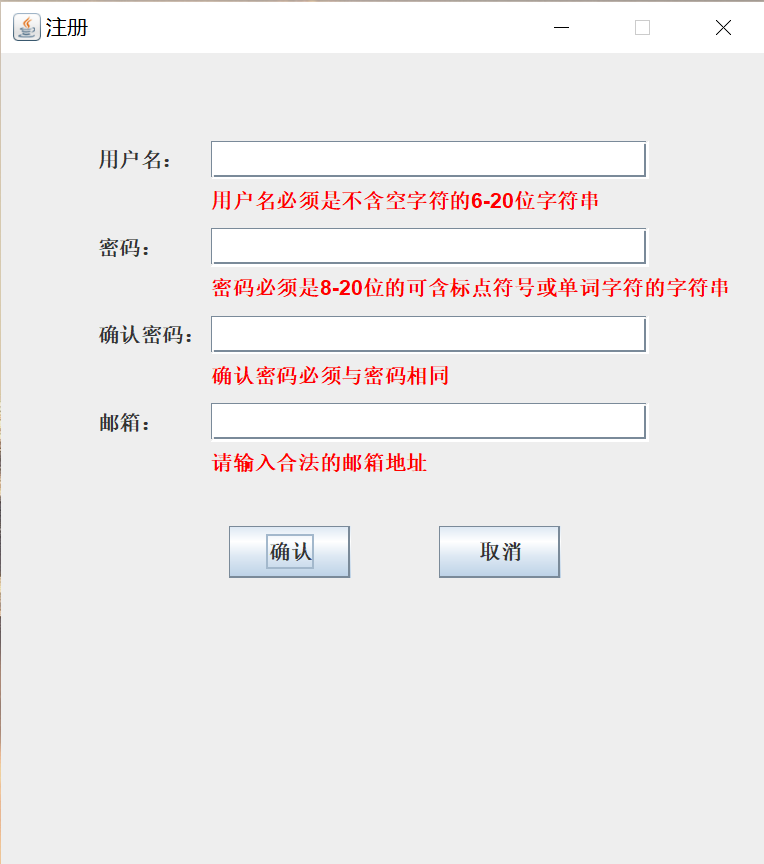 注册
用户名：
用户名必须是不含空字符的6-20位字符串
密码：
密码必须是8-20位的可含标点符号或单词字符的字符串
确认密码：
确认密码必须与密码相同
邮箱：
请输入合法的邮箱地址
确认 取消